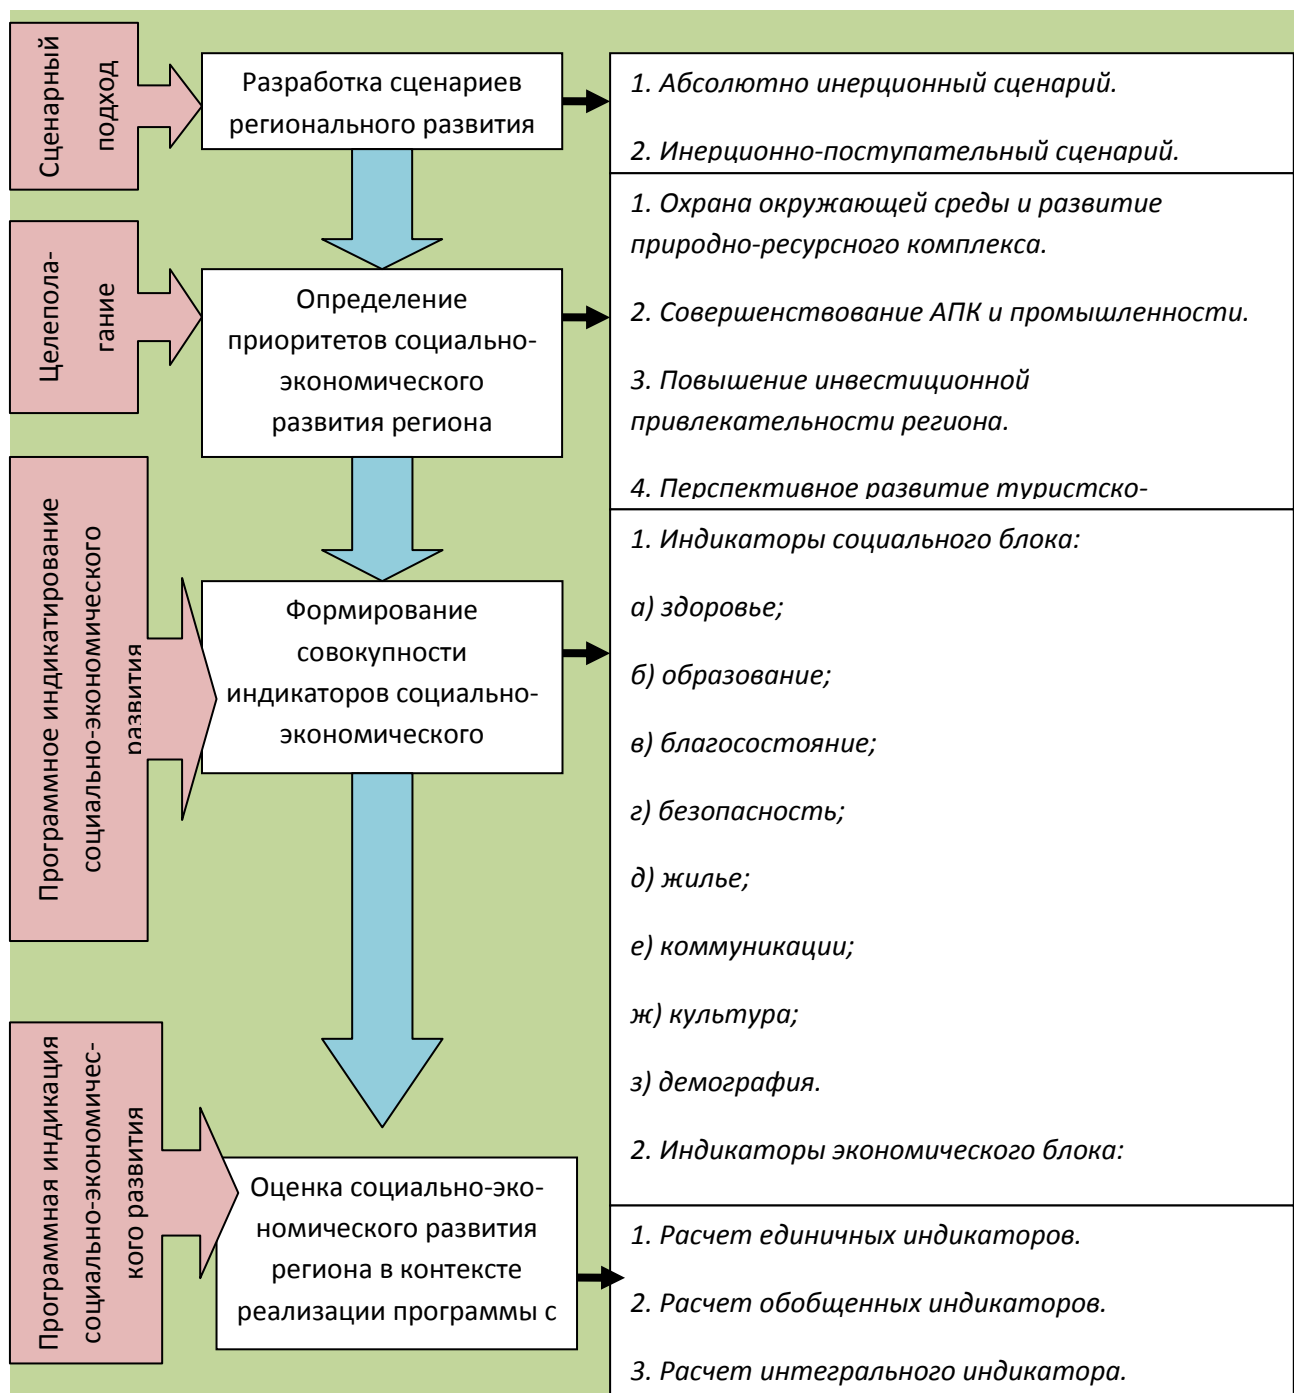 Сценарный
подход
Разработка сценариев
регионального развития
1. Абсолютно инерционный сценарий.
2. Инерционно-поступательный сценарий.
Целепола-
гание
Определение
приоритетов социально-
экономического
развития региона
1. Охрана окружающей среды и развитие
природно-ресурсного комплекса.
2. Совершенствование АПК и промышленности.
3. Повышение инвестиционной
привлекательности региона.
4. Перспективное развитие туристско-
Программное индикатирование
социально-экономического
развития
Формирование
совокупности
индикаторов социально-
экономического
1. Индикаторы социального блока:
а) здоровье;
б) образование;
в) благосостояние;
г) безопасность;
д) жилье;
е) коммуникации;
ж) культура;
з) демография.
2. Индикаторы экономического блока:
Программная индикация
социально-экономичес-
кого развития
Оценка социально-эко-
номического развития
региона в контексте
реализации программы с
1. Расчет единичных индикаторов.
2. Расчет обобщенных индикаторов.
3. Расчет интегрального индикатора.